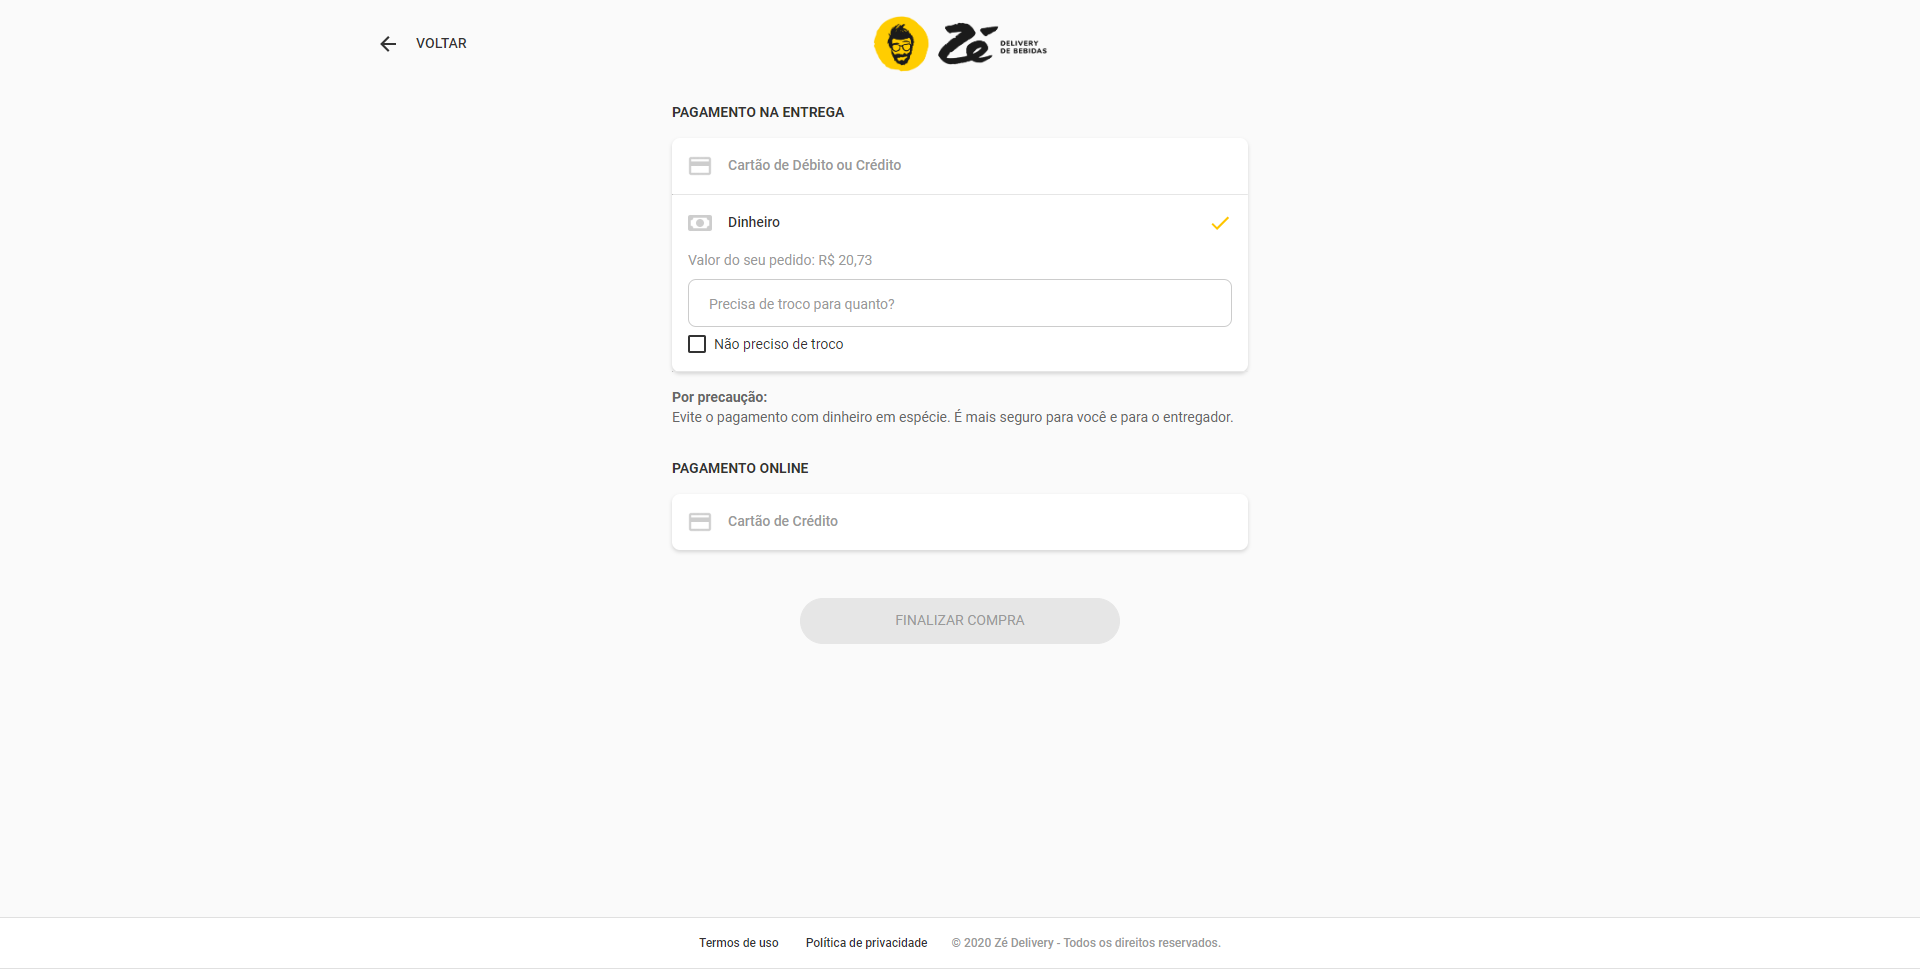 VOLTAR
Zé DELIVERY
DE BEBIDAS
PAGAMENTO NA ENTREGA
Cartão de Débito ou Crédito
Dinheiro
Valor do seu pedido: R$ 20,73
Precisa de troco para quanto?
Não preciso de troco
Por precaução:
Evite o pagamento com dinheiro em espécie. É mais seguro para você e para o entregador.
PAGAMENTO ONLINE
Cartão de Crédito
FINALIZAR COMPRA
Termos de uso Política de privacidade © 2020 Zé Delivery - Todos os direitos reservados.